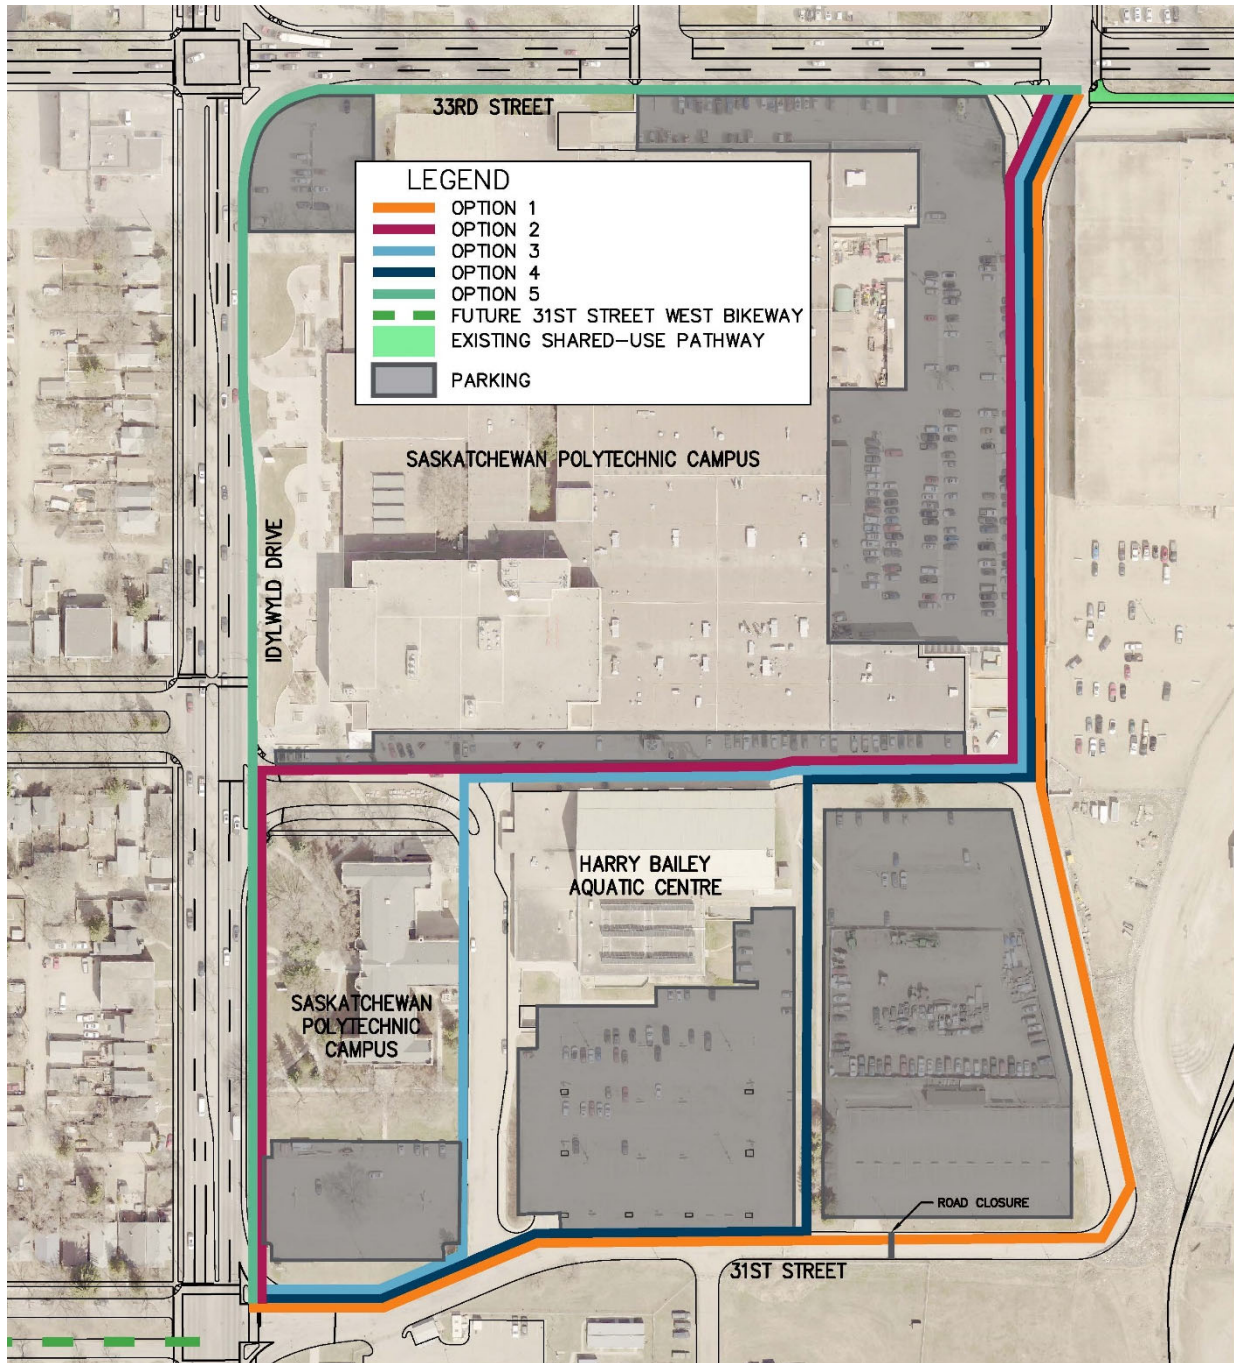 33RD STREET
LEGEND
OPTION 1
OPTION 2
OPTION 3
OPTION 4
OPTION 5
FUTURE 31ST STREET WEST BIKEWAY
EXISTING SHARED-USE PATHWAY
PARKING
SASKATCHEWAN POLYTECHNIC CAMPUS
IDYLWYLD DRIVE
HARRY BAILEY
AQUATIC CENTRE
SASKATCHEWAN
POLYTECHNIC
CAMPUS
ROAD CLOSURE
31ST STREET